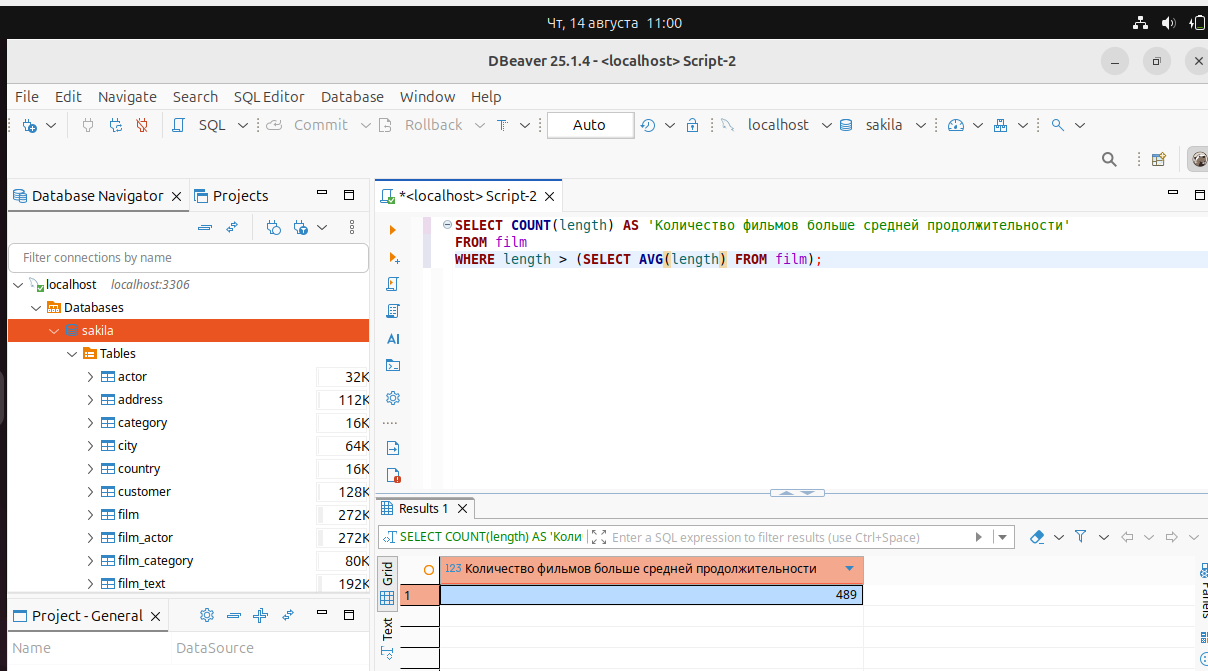 Чт, 14 августа 11:00
DBeaver 25.1.4 - <localhost> Script-2
File Edit Navigate Search SQL Editor Database Window Help
SQL Commit Rollback T Auto localhost sakila
Database Navigator Projects
*<localhost> Script-2
Filter connections by name
localhost localhost:3306
Databases
sakila
Tables
actor 32K
address 112K
category 16K
city 64K
country 16K
customer 128K
film 272K
film_actor 272K
film_category 80K
film_text 192K
Project - General
Name DataSource
SELECT COUNT(length) AS 'Количество фильмов больше средней продолжительности'
FROM film
WHERE length > (SELECT AVG(length) FROM film);
AI
Results 1
SELECT COUNT(length) AS 'Коли Enter a SQL expression to filter results (use Ctrl+Space)
Grid
Text
123 Количество фильмов больше средней продолжительности
1 489
Panels